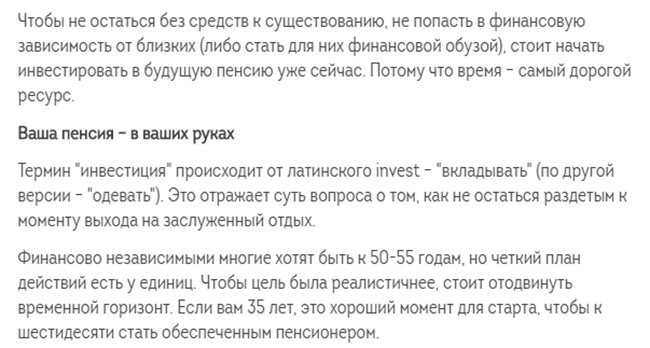 Чтобы не остаться без средств к существованию, не попасть в финансовую
зависимость от близких (либо стать для них финансовой обузой), стоит начать
инвестировать в будущую пенсию уже сейчас. Потому что время – самый дорогой
ресурс.
Ваша пенсия – в ваших руках
Термин "инвестиция" происходит от латинского invest – "вкладывать" (по другой
версии – "одевать"). Это отражает суть вопроса о том, как не остаться раздетым к
моменту выхода на заслуженный отдых.
Финансово независимыми многие хотят быть к 50-55 годам, но четкий план
действий есть у единиц. Чтобы цель была реалистичнее, стоит отодвинуть
временной горизонт. Если вам 35 лет, это хороший момент для старта, чтобы к
шестидесяти стать обеспеченным пенсионером.